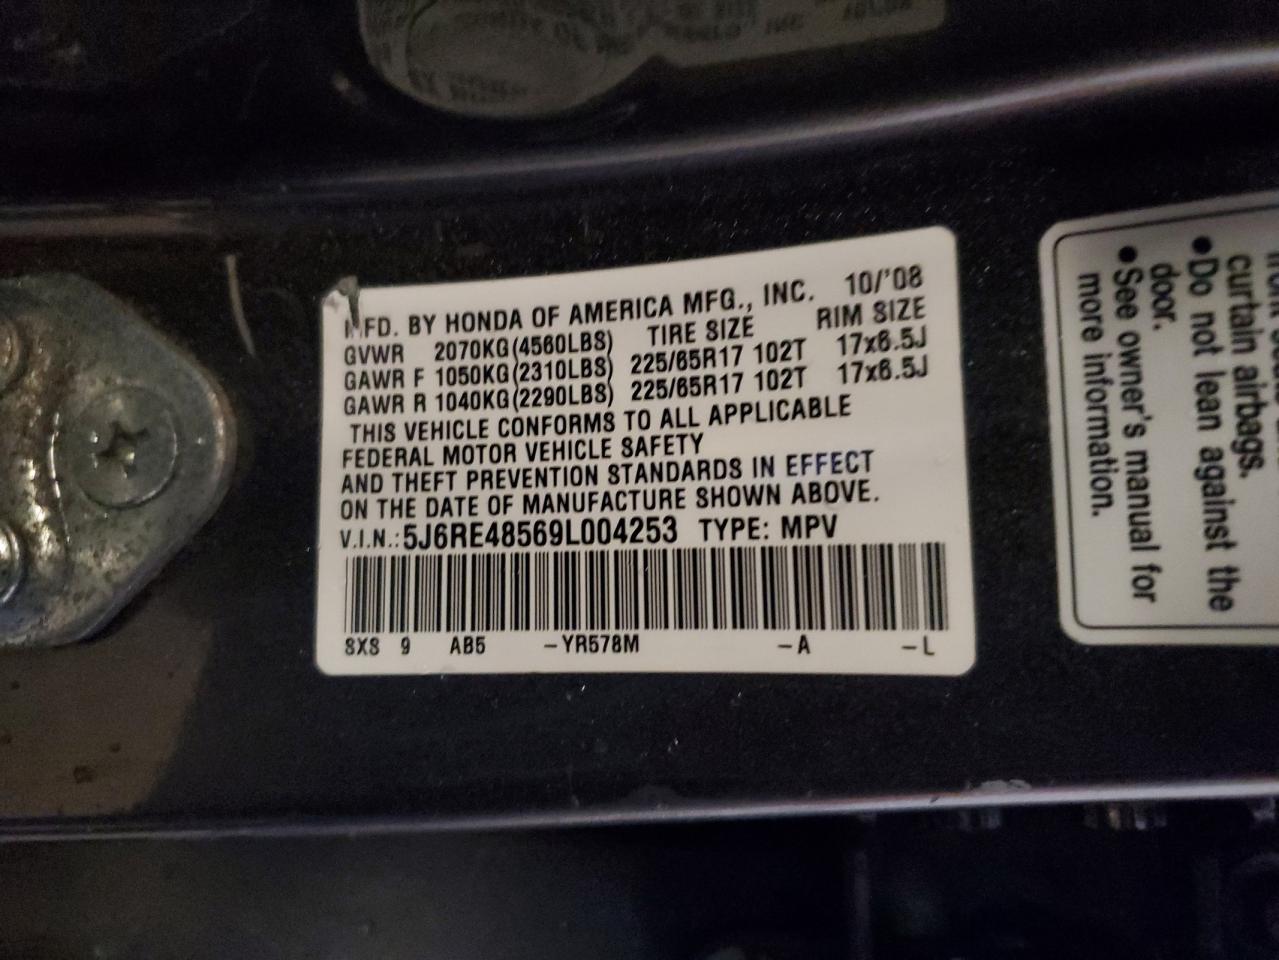 MFD. BY HONDA OF AMERICA MFG., INC. 10/'08
GVWR 2070KG(4560LBS) TIRE SIZE RIM SIZE
GAWR F 1050KG(2310LBS) 225/65R17 102T 17x6.5J
GAWR R 1040KG(2290LBS) 225/65R17 102T 17x6.5J
THIS VEHICLE CONFORMS TO ALL APPLICABLE
FEDERAL MOTOR VEHICLE SAFETY
AND THEFT PREVENTION STANDARDS IN EFFECT
ON THE DATE OF MANUFACTURE SHOWN ABOVE.
V.I.N.:5J6RE48569L004253 TYPE: MPV
SXS 9 AB5 -YR578M -A -L
curtain airbags.
• Do not lean against the
door.
• See owner's manual for
more information.